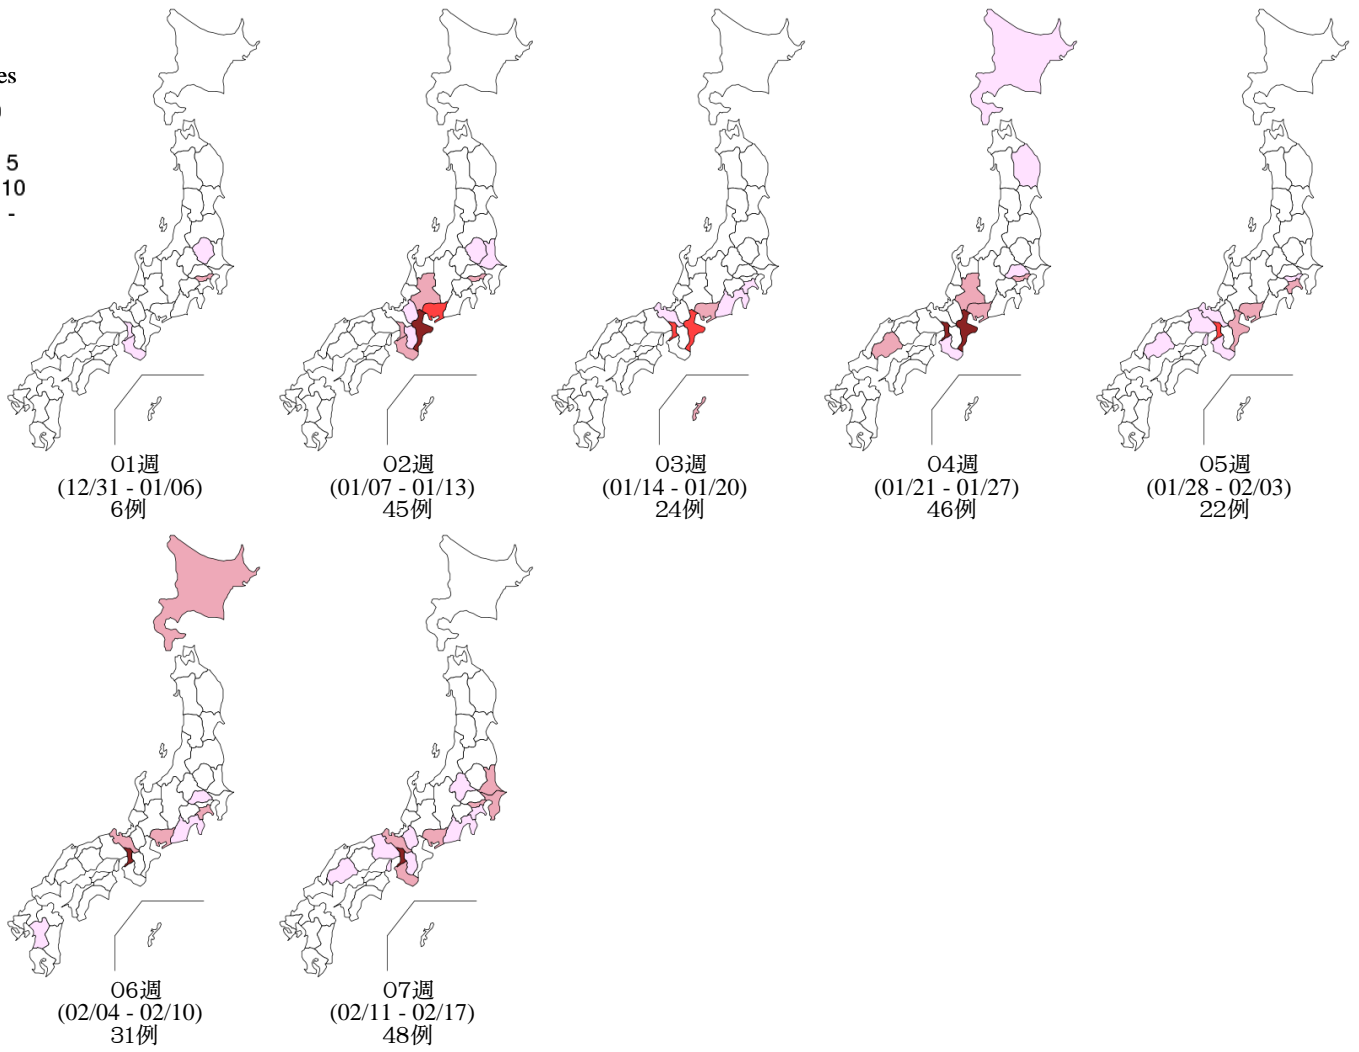 es
5
10
-
01週
(12/31 - 01/06)
6例
02週
(01/07 - 01/13)
45例
03週
(01/14 - 01/20)
24例
04週
(01/21 - 01/27)
46例
05週
(01/28 - 02/03)
22例
06週
(02/04 - 02/10)
31例
07週
(02/11 - 02/17)
48例